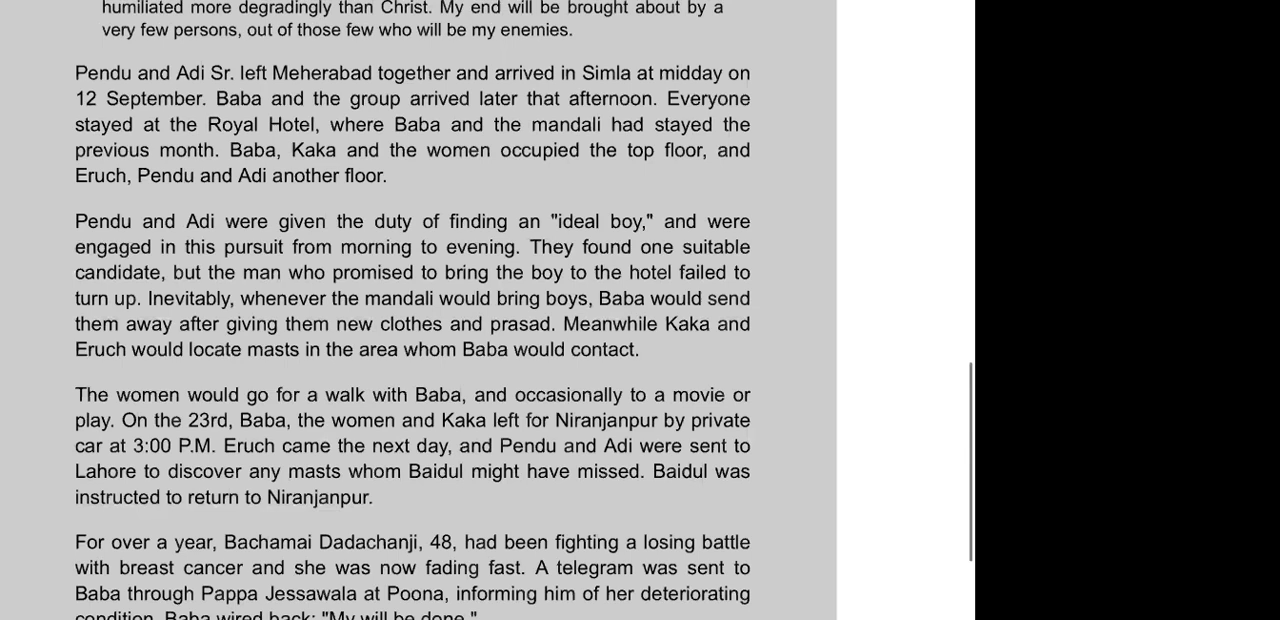 humiliated more degradingly than Christ. My end will be brought about by a
very few persons, out of those few who will be my enemies.
Pendu and Adi Sr. left Meherabad together and arrived in Simla at midday on
12 September. Baba and the group arrived later that afternoon. Everyone
stayed at the Royal Hotel, where Baba and the mandali had stayed the
previous month. Baba, Kaka and the women occupied the top floor, and
Eruch, Pendu and Adi another floor.
Pendu and Adi were given the duty of finding an "ideal boy," and were
engaged in this pursuit from morning to evening. They found one suitable
candidate, but the man who promised to bring the boy to the hotel failed to
turn up. Inevitably, whenever the mandali would bring boys, Baba would send
them away after giving them new clothes and prasad. Meanwhile Kaka and
Eruch would locate masts in the area whom Baba would contact.
The women would go for a walk with Baba, and occasionally to a movie or
play. On the 23rd, Baba, the women and Kaka left for Niranjanpur by private
car at 3:00 P.M. Eruch came the next day, and Pendu and Adi were sent to
Lahore to discover any masts whom Baidul might have missed. Baidul was
instructed to return to Niranjanpur.
For over a year, Bachamai Dadachanji, 48, had been fighting a losing battle
with breast cancer and she was now fading fast. A telegram was sent to
Baba through Pappa Jessawala at Poona, informing him of her deteriorating
condition. Baba wired back: "My will be done."